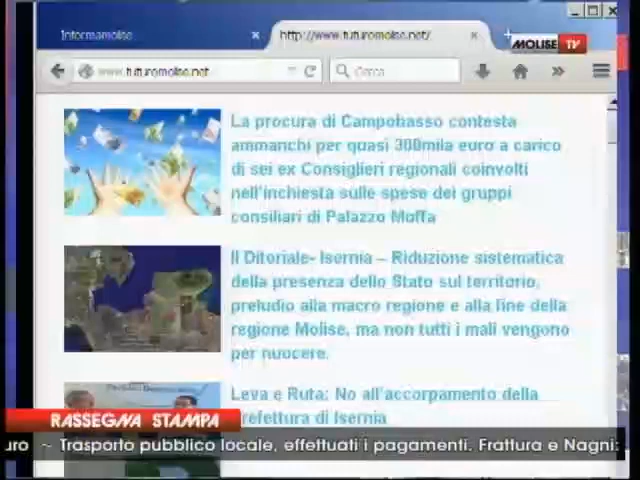 Informamolise
http://www.futuromolise.net/
MOLISE TV
www.futuromolise.net
Cerca
La procura di Campobasso contesta
ammanchi per quasi 300mila euro a carico
di sei ex Consiglieri regionali coinvolti
nell'inchiesta sulle spese dei gruppi
consiliari di Palazzo Moffa
Il Ditoriale- Isernia – Riduzione sistematica
della presenza dello Stato sul territorio,
preludio alla macro regione e alla fine della
regione Molise, ma non tutti i mali vengono
per nuocere.
Leva e Ruta: No all'accorpamento della
prefettura di Isernia
RASSEGNA STAMPA
uro ~ Trasporto pubblico locale, effettuati i pagamenti. Frattura e Nagni: